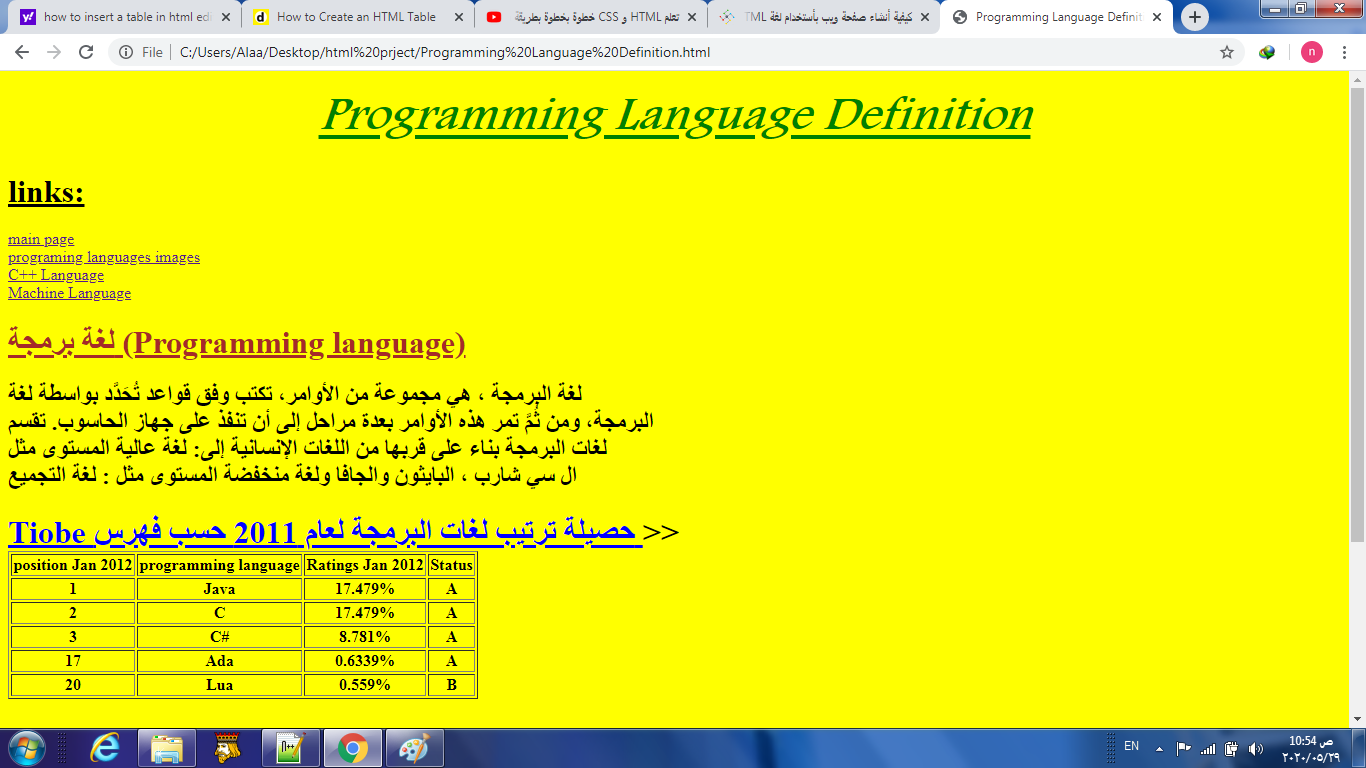 how to insert a table in html edi
How to Create an HTML Table
تعلم HTML و CSS خطوة بخطوة بطريقة
كيفية أنشاء صفحة ويب بأستخدام لغة TML
Programming Language Definit
File C:/Users/Alaa/Desktop/html%20prject/Programming%20Language%20Definition.html
n
Programming Language Definition
links:
main page
programing languages images
C++ Language
Machine Language
لغة برمجة (Programming language)
لغة البرمجة ، هي مجموعة من الأوامر، تكتب وفق قواعد تُحَدَّد بواسطة لغة
البرمجة، ومن ثُمَّ تمر هذه الأوامر بعدة مراحل إلى أن تنفذ على جهاز الحاسوب. تقسم
لغات البرمجة بناء على قربها من اللغات الإنسانية إلى: لغة عالية المستوى مثل
ال سي شارب ، البايثون والجافا ولغة منخفضة المستوى مثل : لغة التجميع
Tiobe حصيلة ترتيب لغات البرمجة لعام 2011 حسب فهرس >>
position Jan 2012 programming language Ratings Jan 2012 Status
1 Java 17.479% A
2 C 17.479% A
3 C# 8.781% A
17 Ada 0.6339% A
20 Lua 0.559% B
EN
10:54 ص
٢٠٢٠/٠٥/٢٩